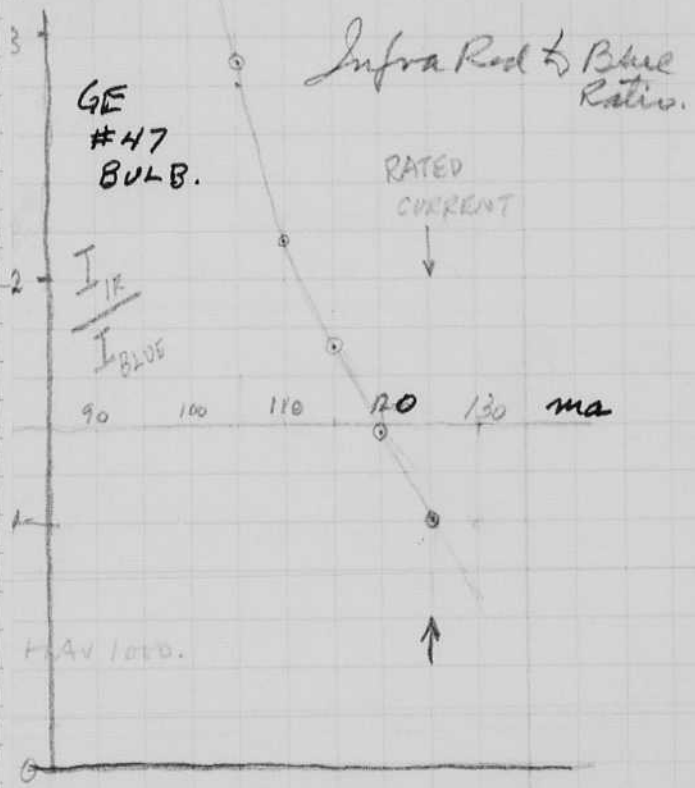 3
Infra Red to Blue
Ratio.
GE
#47
BULB.
RATED
CURRENT
2
I_IR
I_BLUE
90 100 110 120 130 ma
1
1000.
0